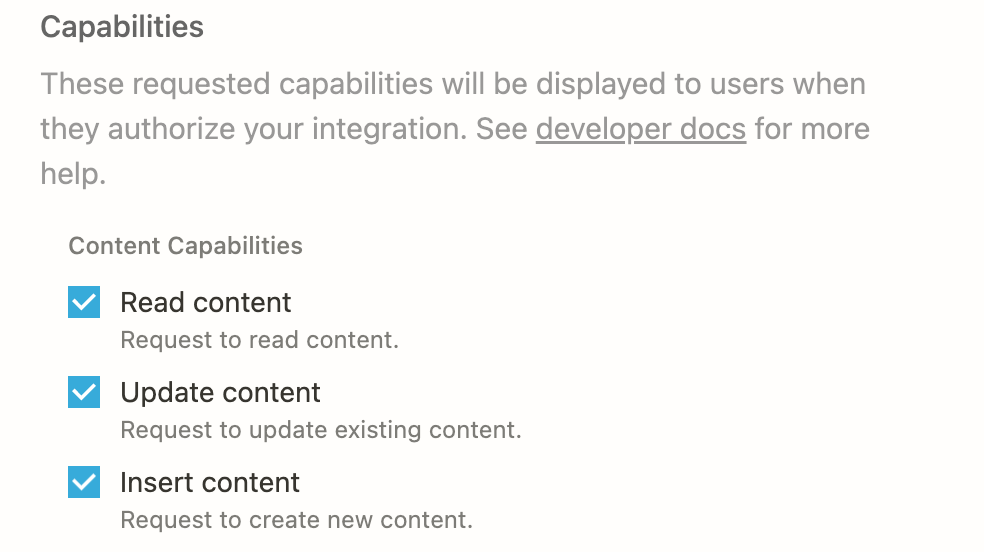 Capabilities
These requested capabilities will be displayed to users when
they authorize your integration. See developer docs for more
help.
Content Capabilities
Read content
Request to read content.
Update content
Request to update existing content.
Insert content
Request to create new content.